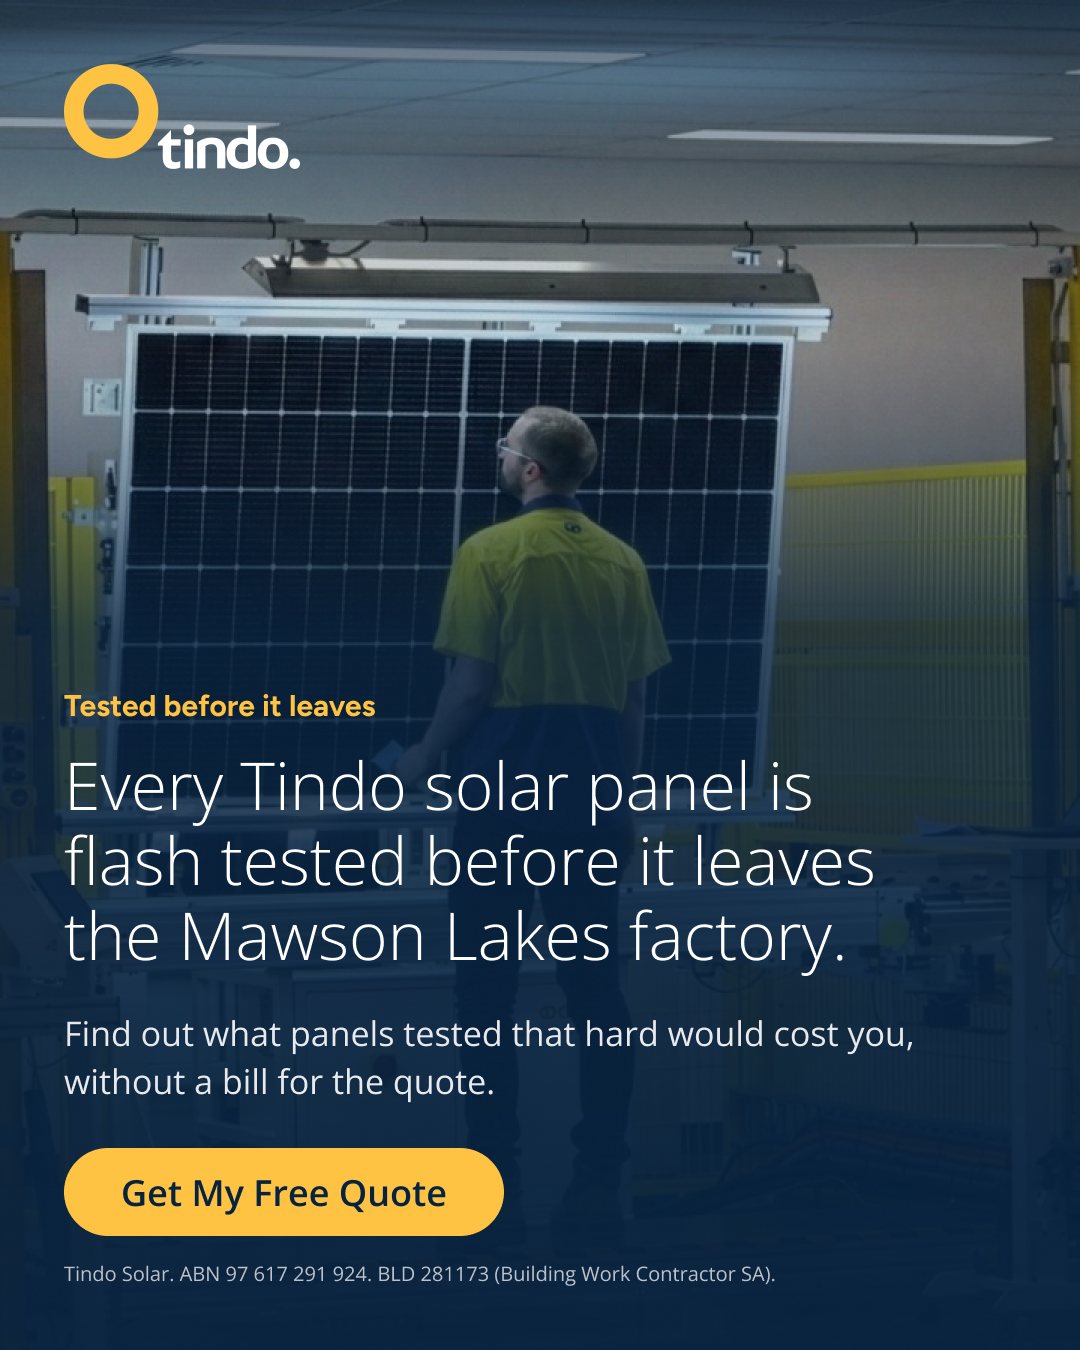 tindo.
Tested before it leaves
Every Tindo solar panel is
flash tested before it leaves
the Mawson Lakes factory.
Find out what panels tested that hard would cost you,
without a bill for the quote.
Get My Free Quote
Tindo Solar. ABN 97 617 291 924. BLD 281173 (Building Work Contractor SA).